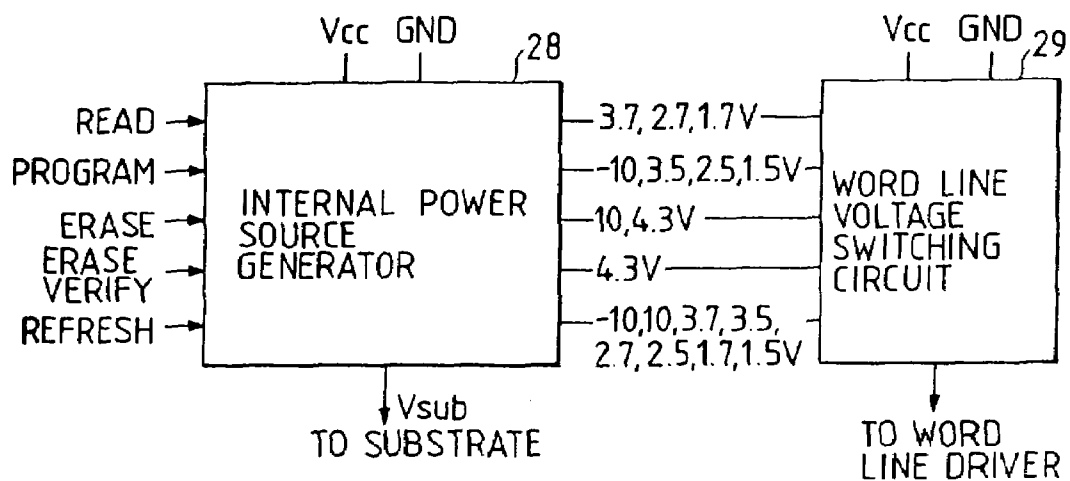 Vcc GND
28
READ
PROGRAM
ERASE
ERASE
VERIFY
REFRESH
INTERNAL POWER
SOURCE
GENERATOR
3.7, 2.7, 1.7V
-10, 3.5, 2.5, 1.5V
10, 4.3V
4.3V
-10, 10, 3.7, 3.5,
2.7, 2.5, 1.7, 1.5V
Vcc GND
29
WORD LINE
VOLTAGE
SWITCHING
CIRCUIT
Vsub
TO SUBSTRATE
TO WORD
LINE DRIVER